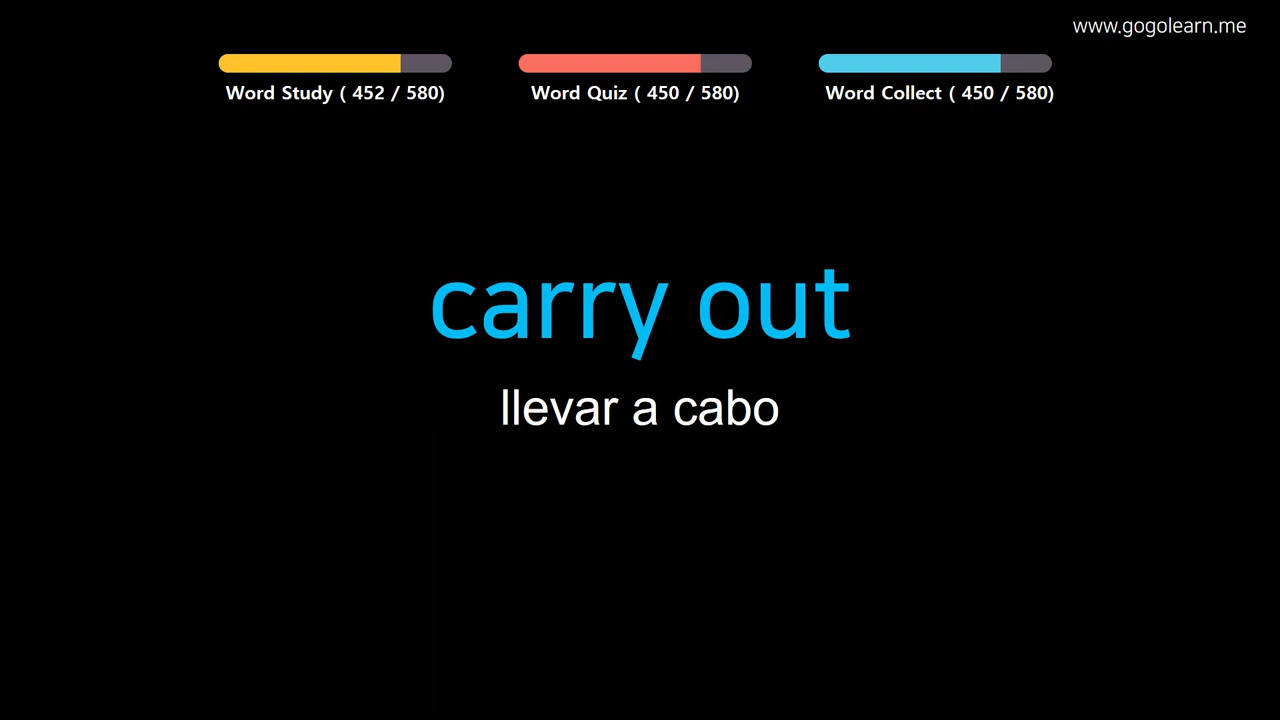 www.gogolearn.me
Word Study ( 452 / 580)
Word Quiz ( 450 / 580)
Word Collect ( 450 / 580)
carry out
llevar a cabo